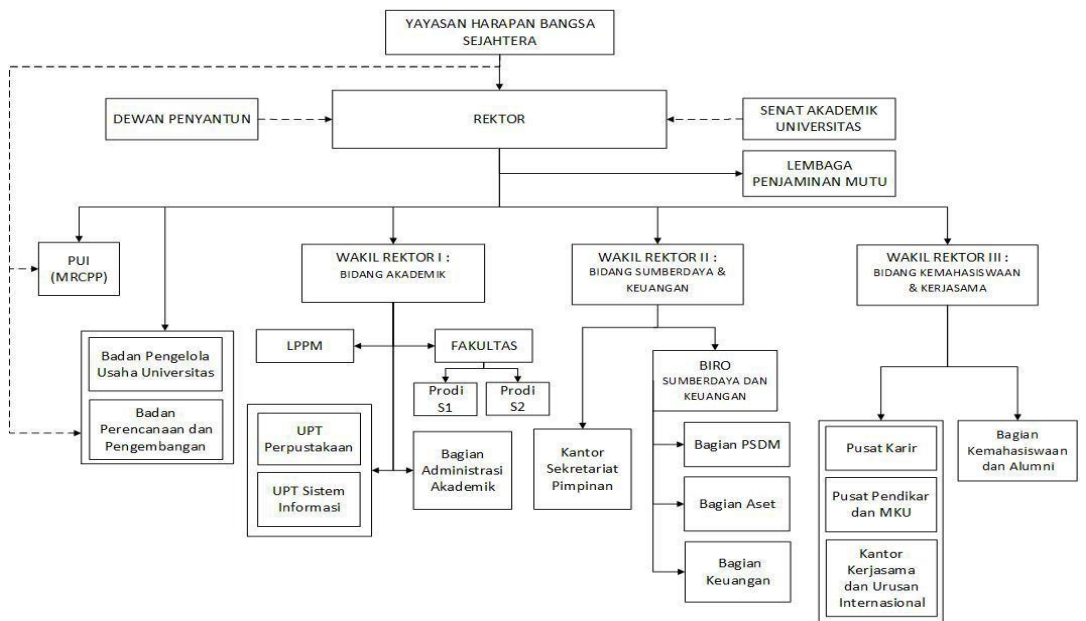 YAYASAN HARAPAN BANGSA
SEJAHTERA
DEWAN PENYANTUN
REKTOR
SENAT AKADEMIK
UNIVERSITAS
LEMBAGA
PENJAMINAN MUTU
PUI
(MRCPP)
WAKIL REKTOR I :
BIDANG AKADEMIK
WAKIL REKTOR II :
BIDANG SUMBERDAYA &
KEUANGAN
WAKIL REKTOR III :
BIDANG KEMAHASISWAAN
& KERJASAMA
Badan Pengelola
Usaha Universitas
Badan
Perencanaan dan
Pengembangan
LPPM
FAKULTAS
Prodi
S1
Prodi
S2
UPT
Perpustakaan
UPT Sistem
Informasi
Bagian
Administrasi
Akademik
Kantor
Sekretariat
Pimpinan
BIRO
SUMBERDAYA DAN
KEUANGAN
Bagian PSDM
Bagian Aset
Bagian
Keuangan
Pusat Karir
Pusat Pendikar
dan MKU
Kantor
Kerjasama
dan Urusan
Internasional
Bagian
Kemahasiswaan
dan Alumni